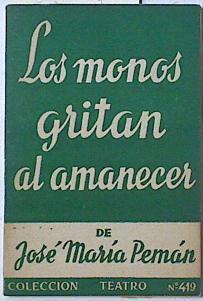 Los monos
gritan
al amanecer
DE
José María Pemán
COLECCION TEATRO Nº 419